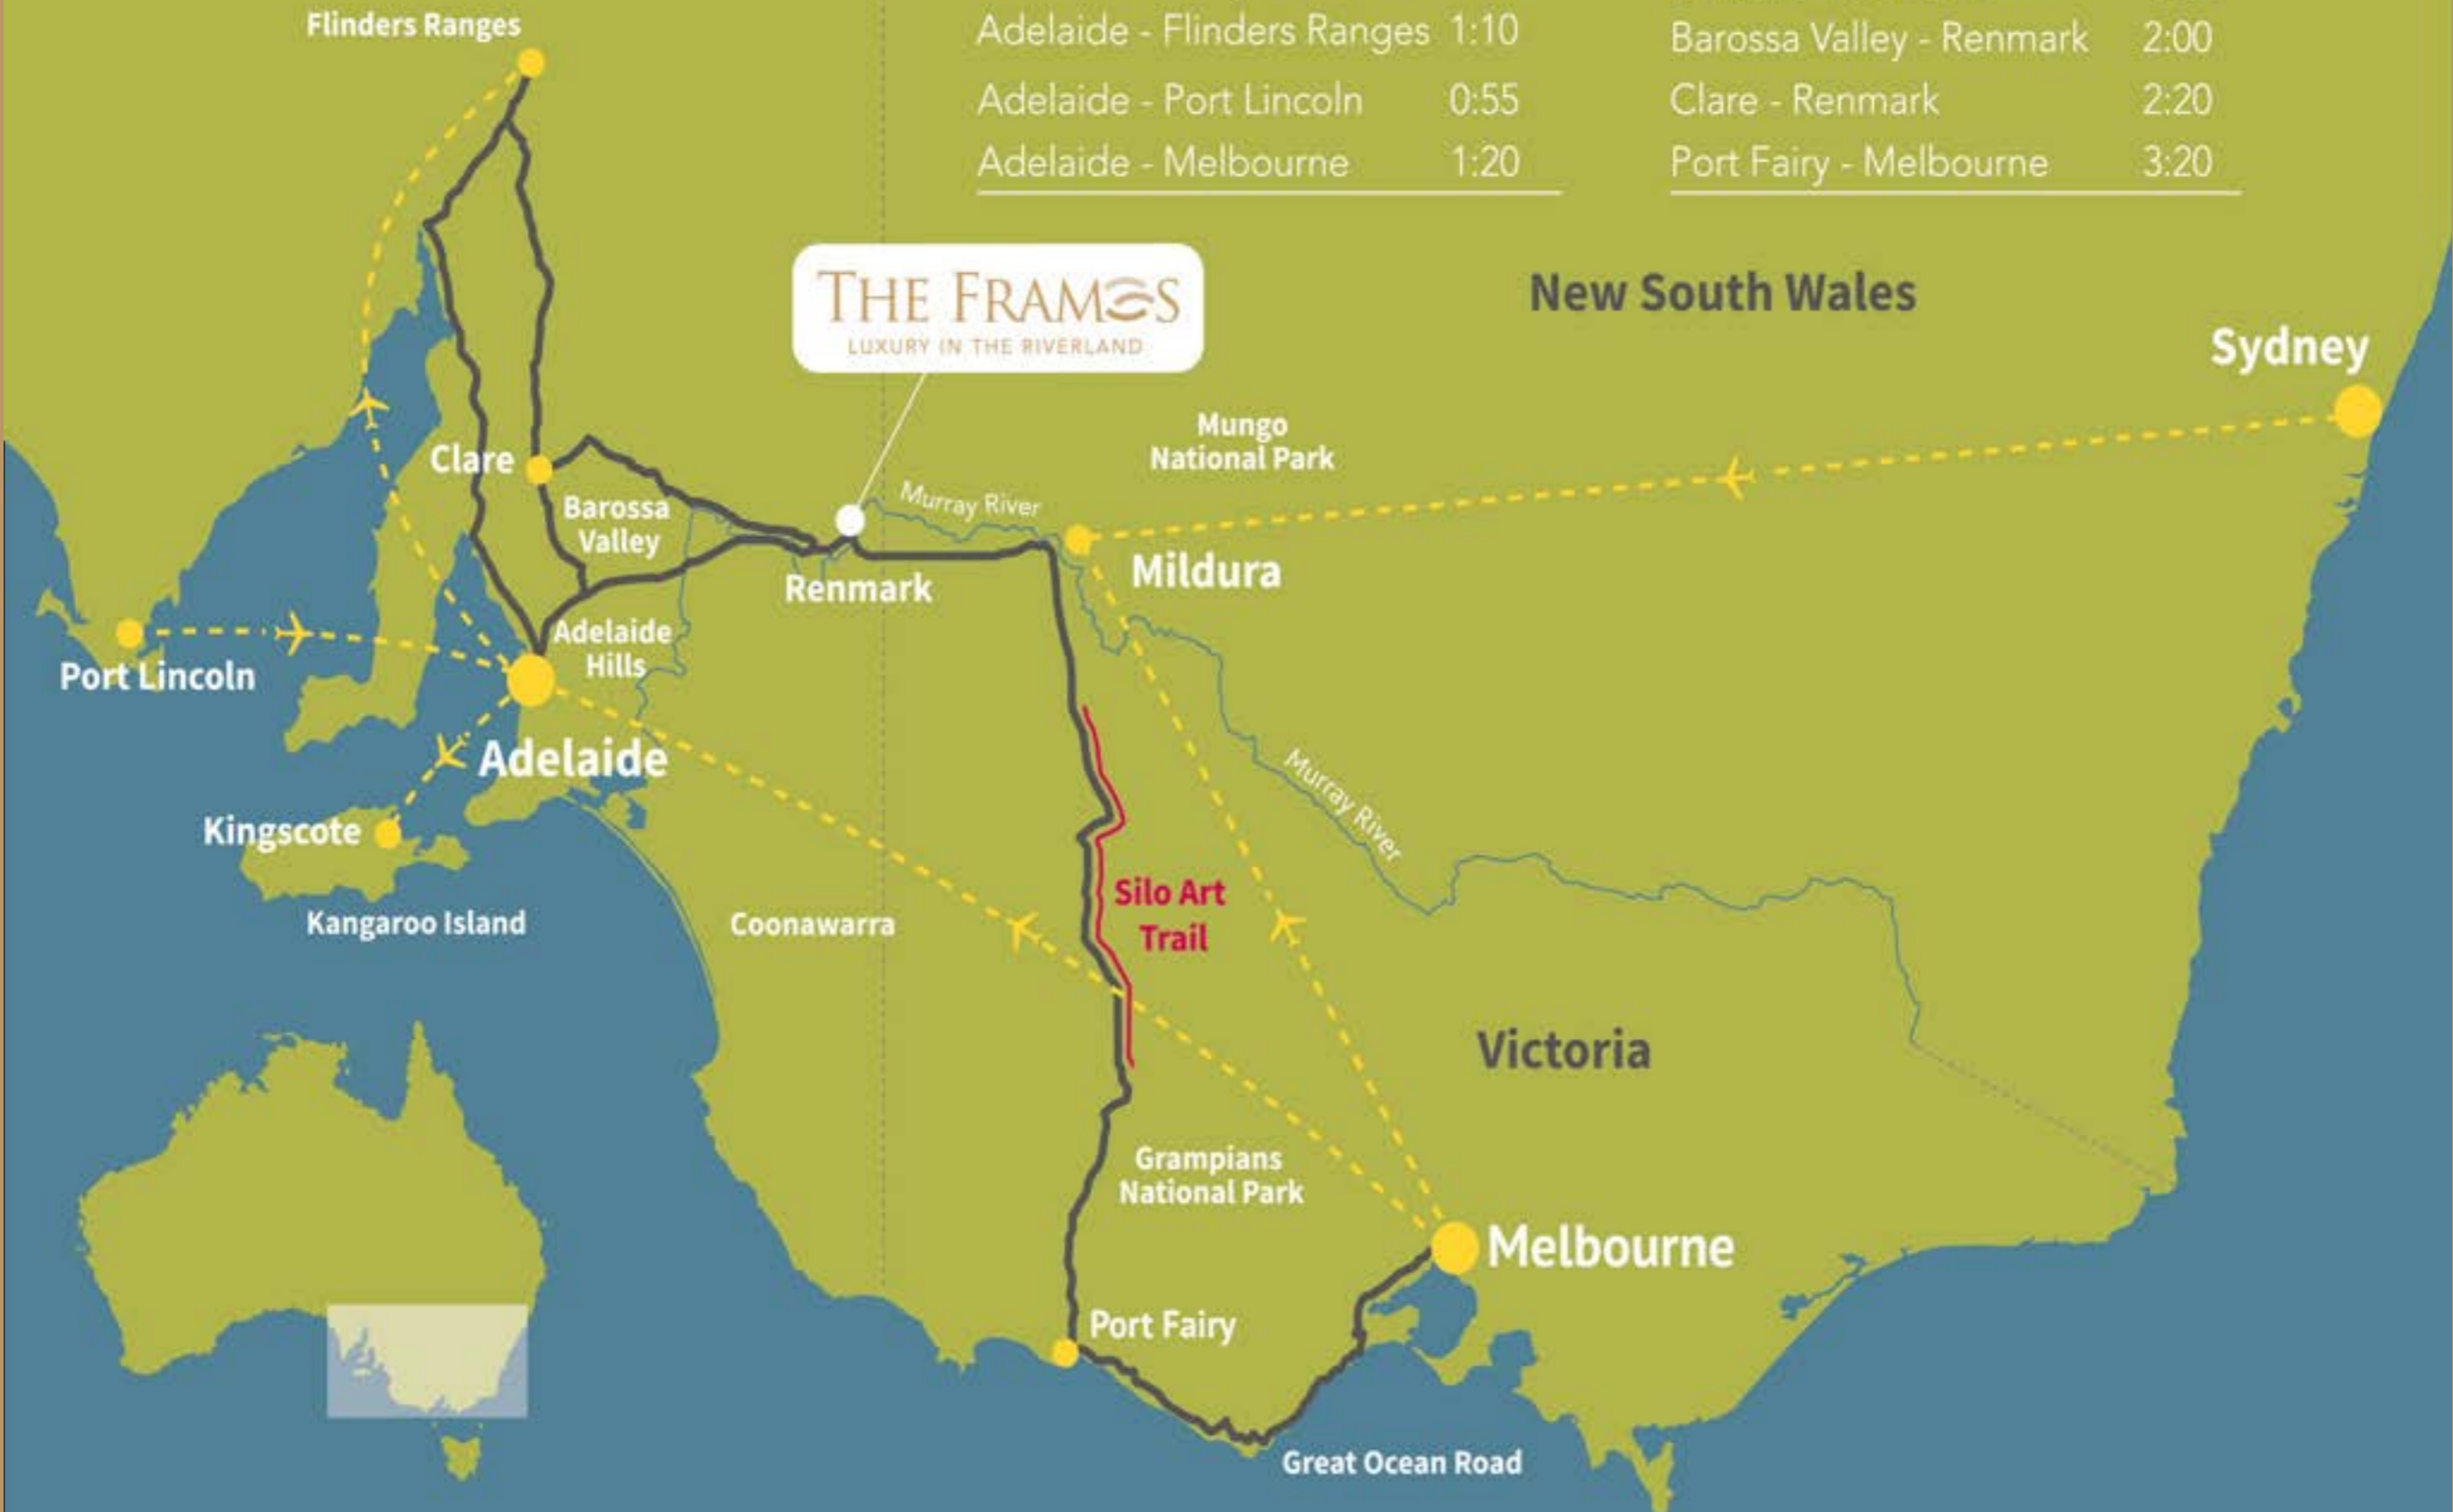 Flinders Ranges
Adelaide - Flinders Ranges 1:10
Adelaide - Port Lincoln 0:55
Adelaide - Melbourne 1:20
Barossa Valley - Renmark 2:00
Clare - Renmark 2:20
Port Fairy - Melbourne 3:20
THE FRAMES
LUXURY IN THE RIVERLAND
New South Wales
Sydney
Mungo
National Park
Clare
Barossa
Valley
Murray River
Renmark
Mildura
Adelaide
Hills
Port Lincoln
Adelaide
Murray River
Kingscote
Kangaroo Island
Coonawarra
Silo Art
Trail
Victoria
Grampians
National Park
Melbourne
Port Fairy
Great Ocean Road